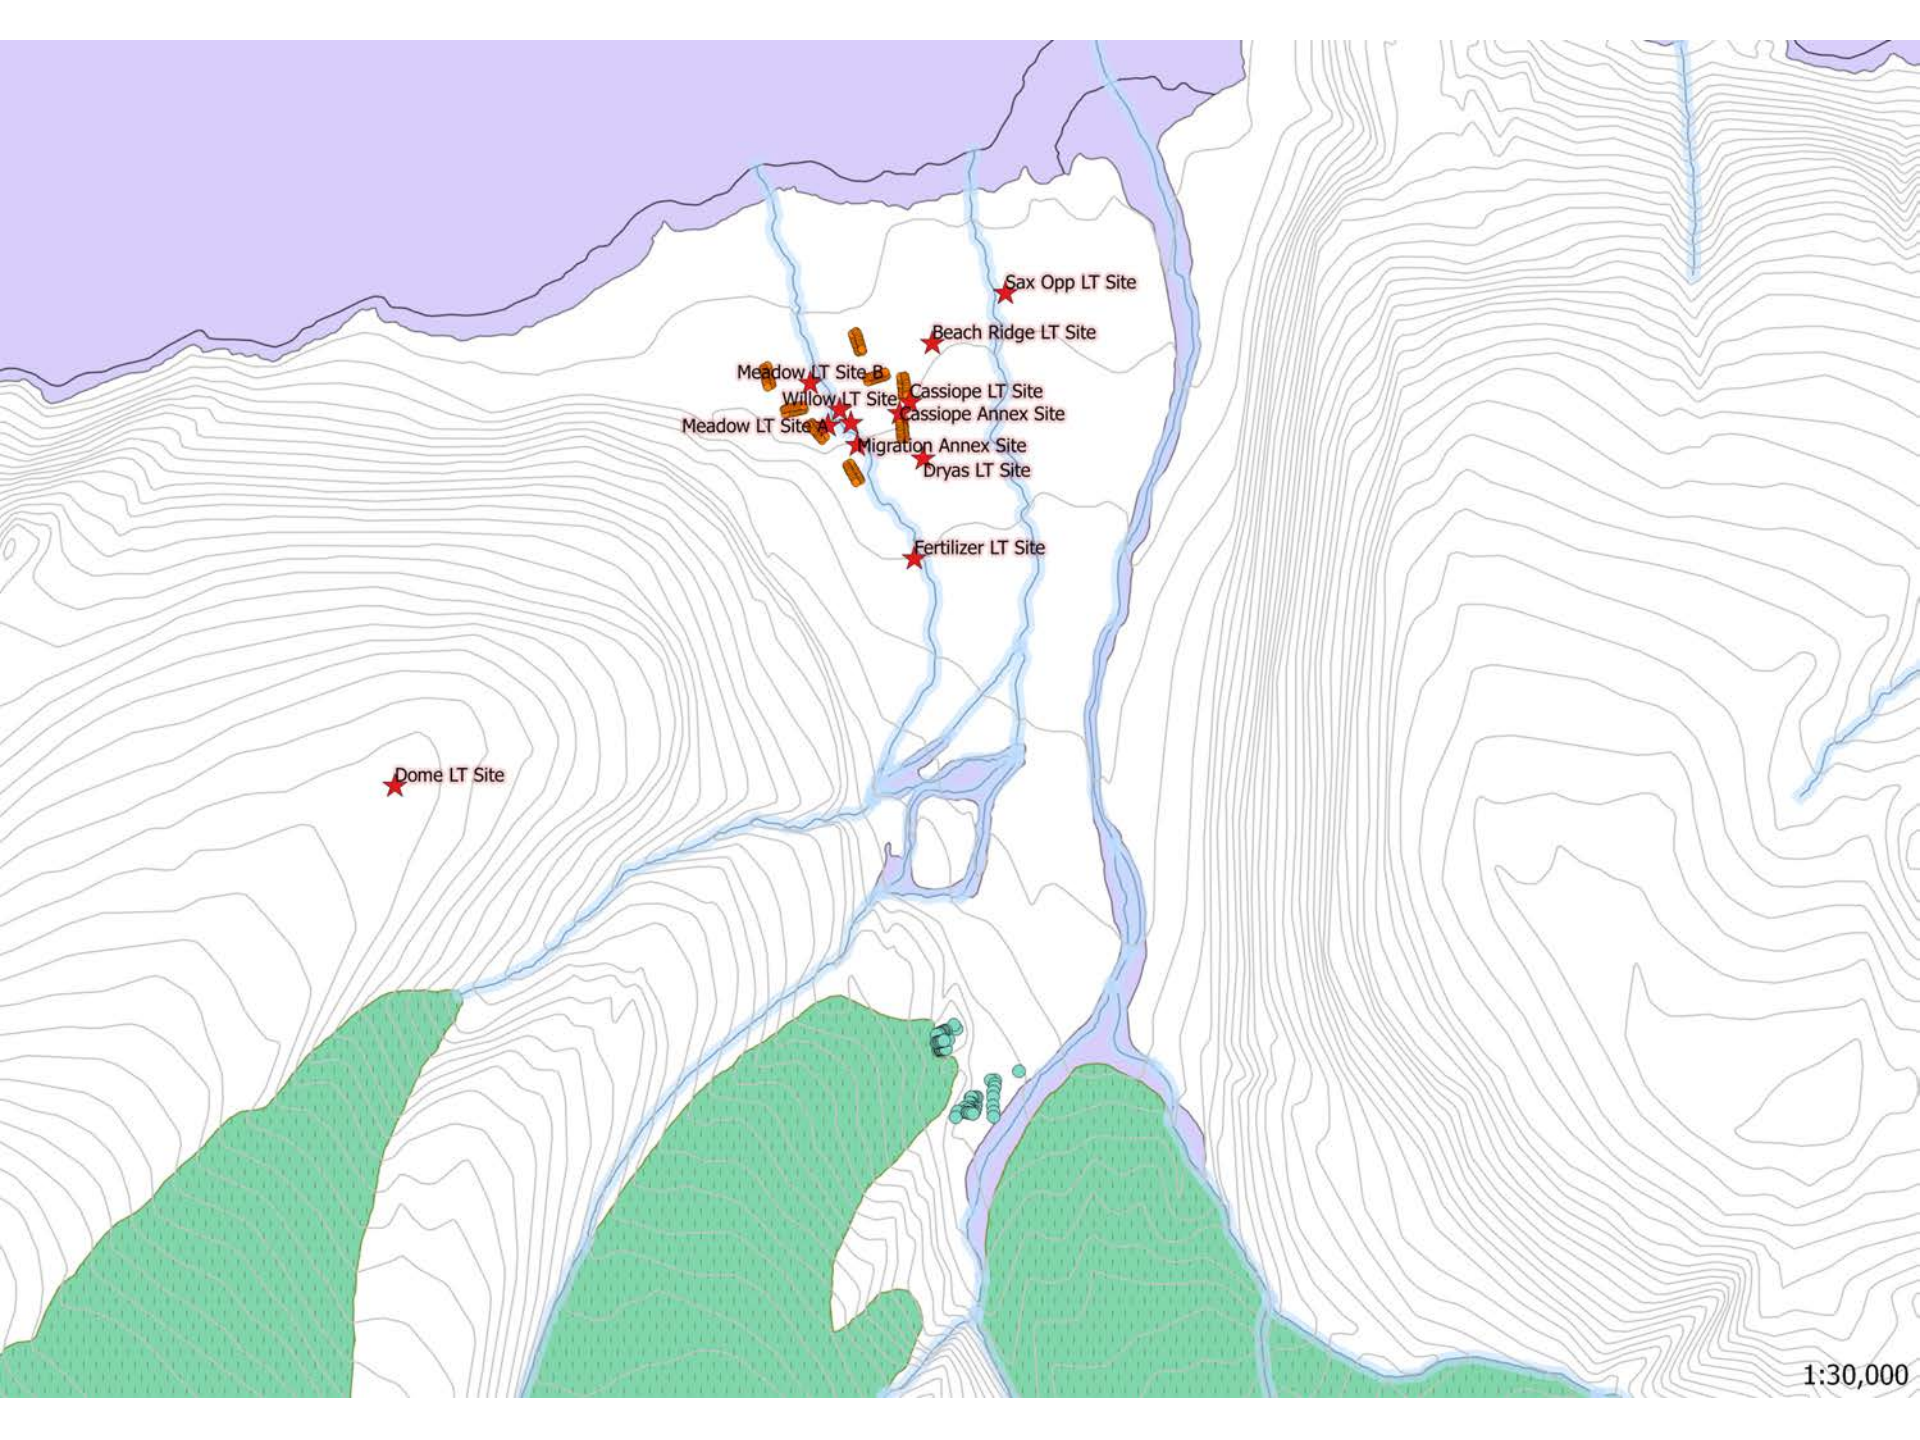 Sax Opp LT Site
Beach Ridge LT Site
Meadow LT Site B
Cassiope LT Site
Willow LT Site
Cassiope Annex Site
Meadow LT Site A
Migration Annex Site
Dryas LT Site
Fertilizer LT Site
Dome LT Site
1:30,000